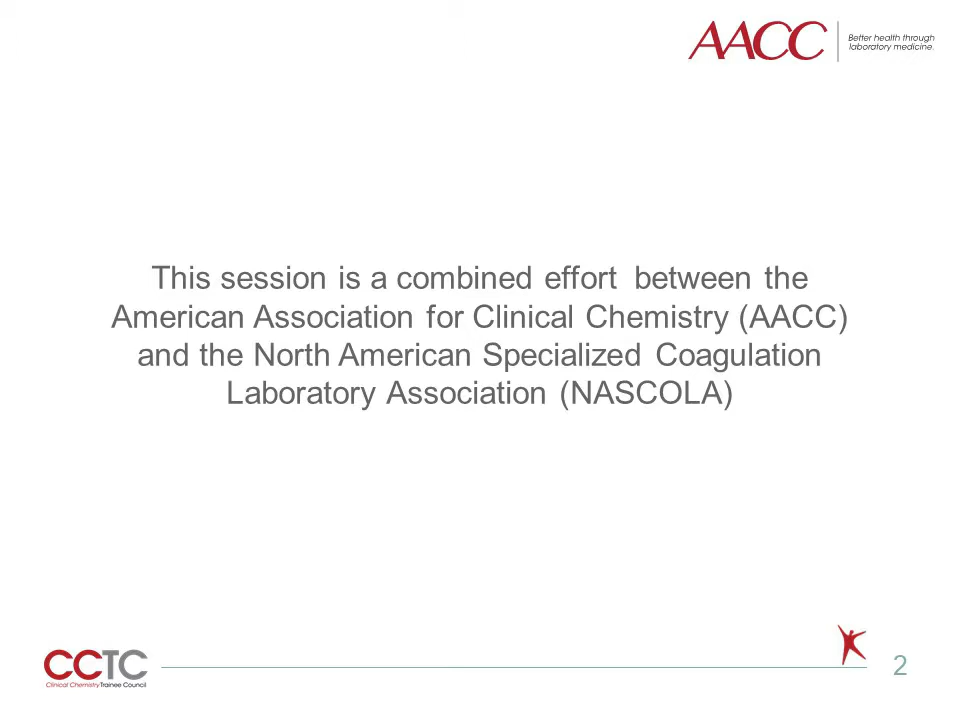 AACC
Better health through
laboratory medicine.
This session is a combined effort between the
American Association for Clinical Chemistry (AACC)
and the North American Specialized Coagulation
Laboratory Association (NASCOLA)
CCTC
Clinical Chemistry Trainee Council
2